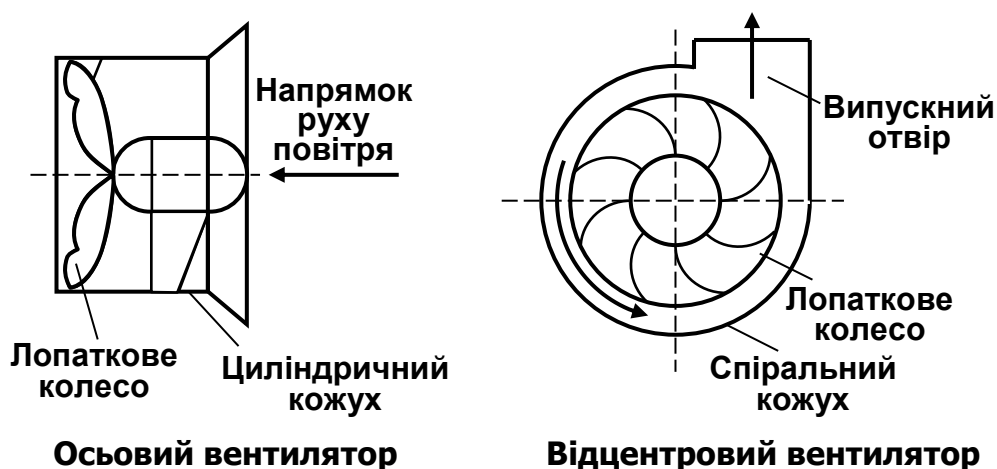 Напрямок
руху
повітря
Лопаткове
колесо
Циліндричний
кожух
Осьовий вентилятор
Випускний
отвір
Лопаткове
колесо
Спіральний
кожух
Відцентровий вентилятор